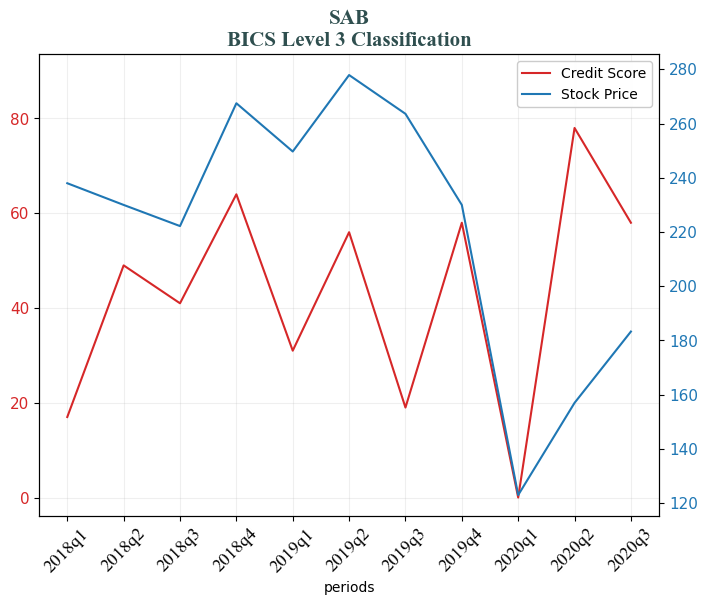 SAB
BICS Level 3 Classification
Credit Score
Stock Price
80
60
40
20
0
280
260
240
220
200
180
160
140
120
2018q1
2018q2
2018q3
2018q4
2019q1
2019q2
2019q3
2019q4
2020q1
2020q2
2020q3
periods